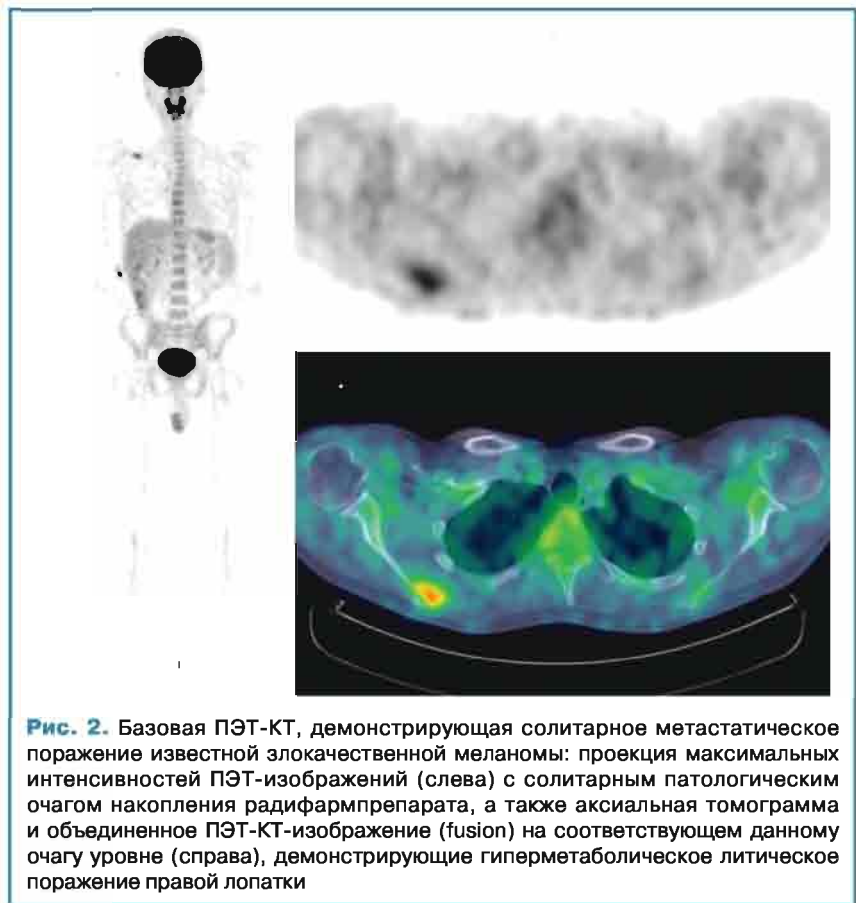 Рис. 2. Базовая ПЭТ-КТ, демонстрирующая солитарное метастатическое
поражение известной злокачественной меланомы: проекция максимальных
интенсивностей ПЭТ-изображений (слева) с солитарным патологическим
очагом накопления радифармпрепарата, а также аксиальная томограмма
и объединенное ПЭТ-КТ-изображение (fusion) на соответствующем данному
очагу уровне (справа), демонстрирующие гиперметаболическое литическое
поражение правой лопатки